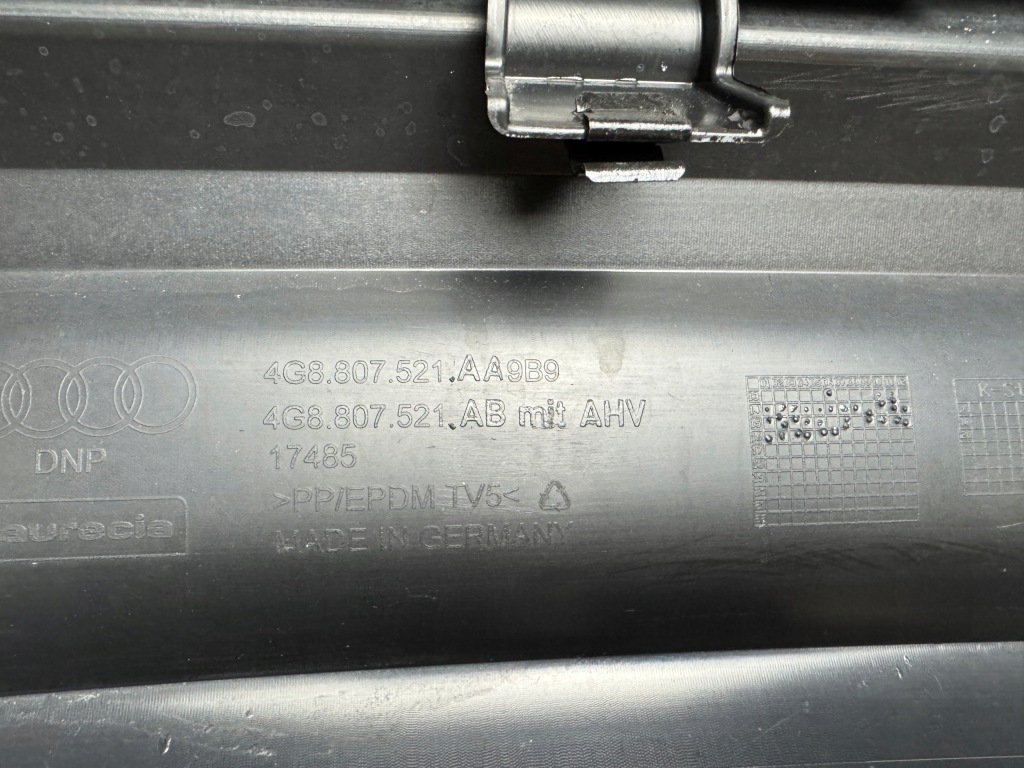 4G8.807.521.AA9B9
4G8.807.521.AB mit AHV
DNP
17485
>PP/EPDM TV5<
aurecia
MADE IN GERMANY